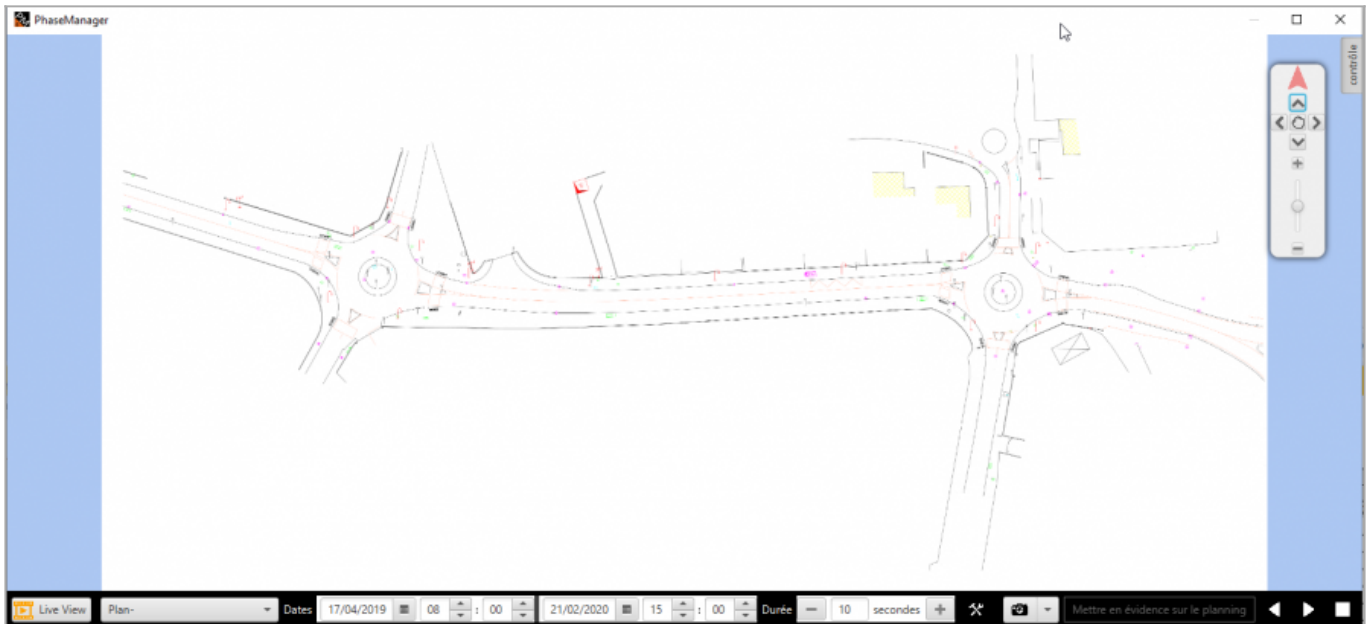 PhaseManager
contrôle
Live View Plan- Dates 17/04/2019 08 : 00 21/02/2020 15 : 00 Durée 10 secondes Mettre en évidence sur le planning